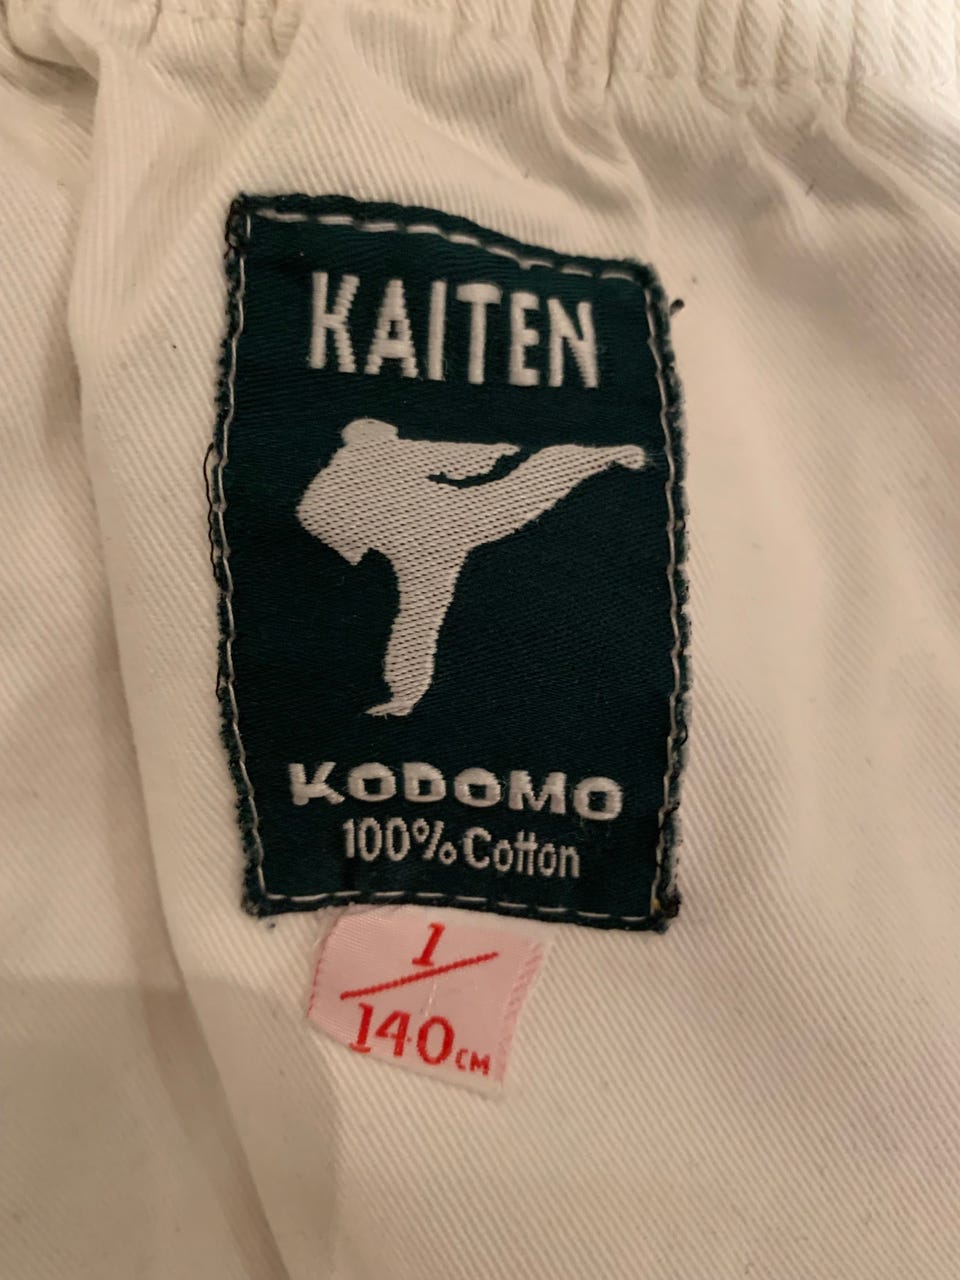 KAITEN
KODOMO
100% Cotton
1
140CM